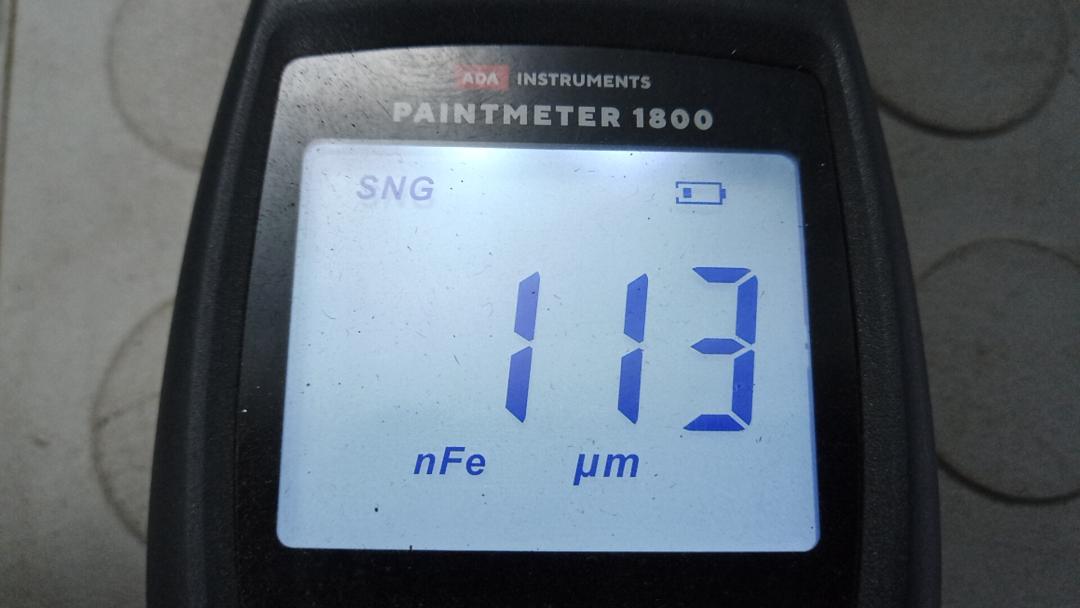 ADA INSTRUMENTS
PAINTMETER 1800
SNG
113
nFe µm